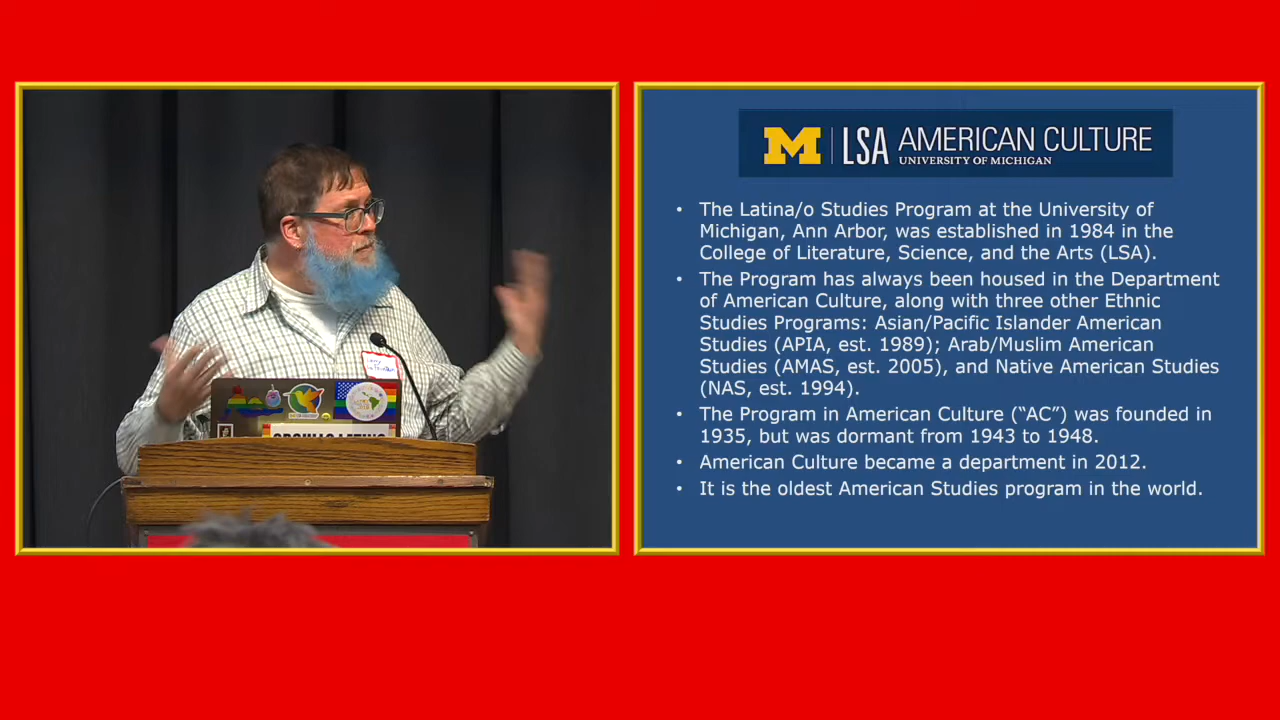 M | LSA AMERICAN CULTURE
UNIVERSITY OF MICHIGAN
• The Latina/o Studies Program at the University of
Michigan, Ann Arbor, was established in 1984 in the
College of Literature, Science, and the Arts (LSA).
• The Program has always been housed in the Department
of American Culture, along with three other Ethnic
Studies Programs: Asian/Pacific Islander American
Studies (APIA, est. 1989); Arab/Muslim American
Studies (AMAS, est. 2005), and Native American Studies
(NAS, est. 1994).
• The Program in American Culture (“AC”) was founded in
1935, but was dormant from 1943 to 1948.
• American Culture became a department in 2012.
• It is the oldest American Studies program in the world.